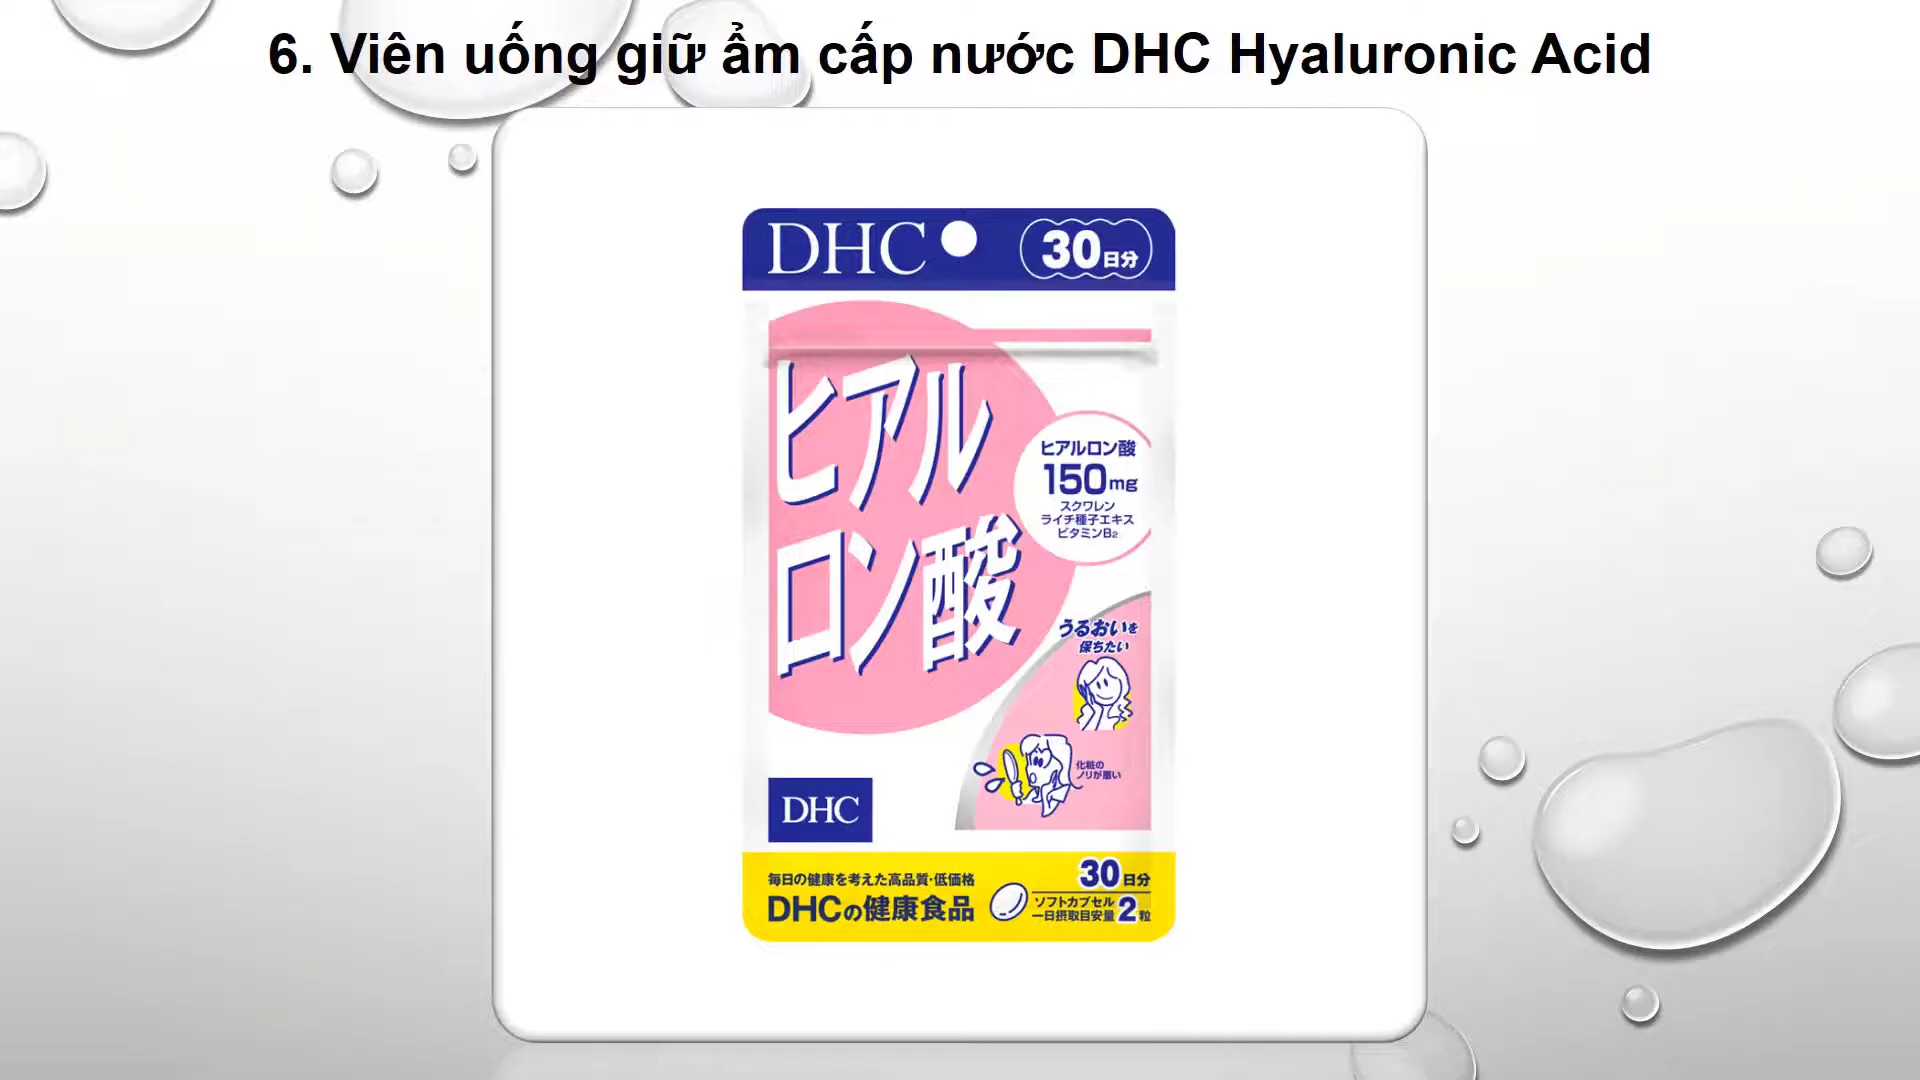 6. Viên uống giữ ẩm cấp nước DHC Hyaluronic Acid
DHC
30日分
ヒアル
ロン酸
ヒアルロン酸
150mg
スクワレン
ライチ種子エキス
ビタミンB₂
うるおいを
保ちたい
化粧の
ノリが悪い
DHC
毎日の健康を考えた高品質・低価格
DHCの健康食品
30日分
ソフトカプセル
一日摂取目安量2粒